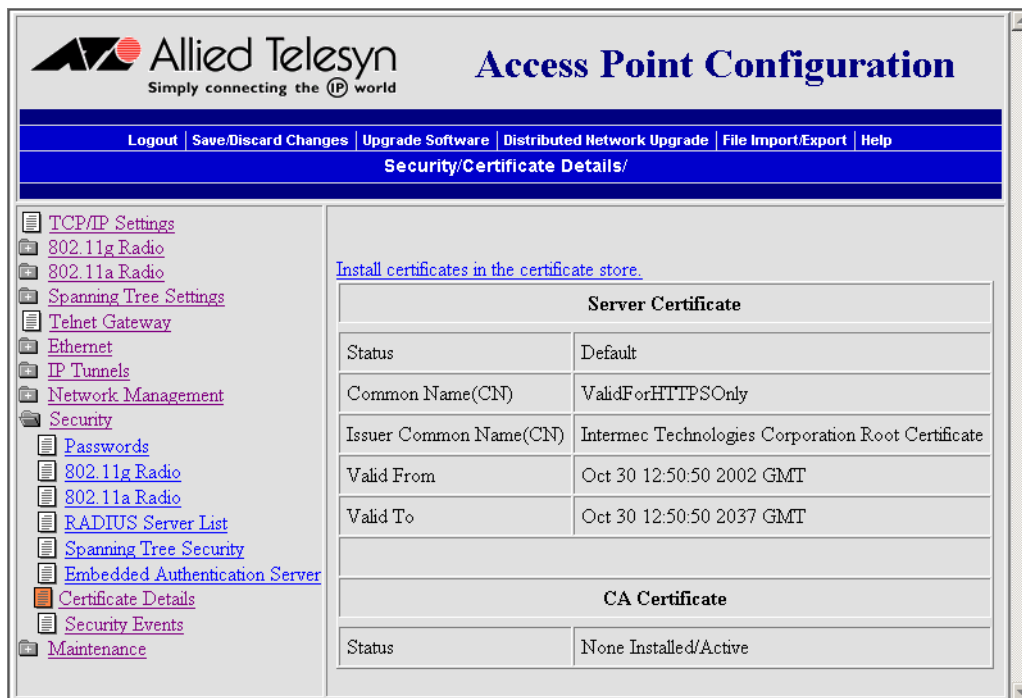 Allied Telesyn
Simply connecting the IP world
Access Point Configuration
Logout | Save/Discard Changes | Upgrade Software | Distributed Network Upgrade | File Import/Export | Help
Security/Certificate Details/
TCP/IP Settings
802.11g Radio
802.11a Radio
Spanning Tree Settings
Telnet Gateway
Ethernet
IP Tunnels
Network Management
Security
Passwords
802.11g Radio
802.11a Radio
RADIUS Server List
Spanning Tree Security
Embedded Authentication Server
Certificate Details
Security Events
Maintenance
Install certificates in the certificate store.
Server Certificate
Status Default
Common Name(CN) ValidForHTTPSOnly
Issuer Common Name(CN) Intermec Technologies Corporation Root Certificate
Valid From Oct 30 12:50:50 2002 GMT
Valid To Oct 30 12:50:50 2037 GMT
CA Certificate
Status None Installed/Active